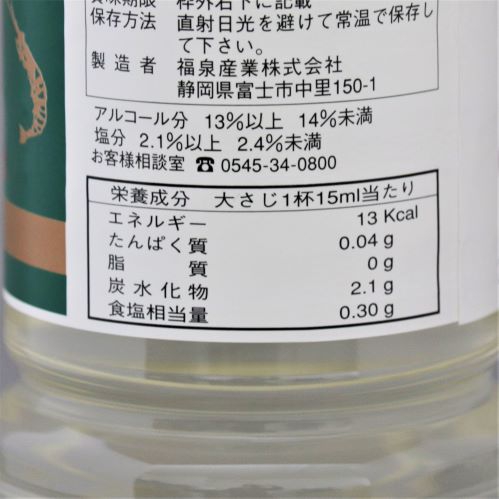 賞味期限 枠外右下に記載
保存方法 直射日光を避けて常温で保存し
て下さい。
製造者 福泉産業株式会社
静岡県富士市中里150-1
アルコール分 13%以上 14%未満
塩分 2.1%以上 2.4%未満
お客様相談室 ☎0545-34-0800
栄養成分 大さじ1杯15ml当たり
エネルギー 13 Kcal
たんぱく質 0.04 g
脂質 0 g
炭水化物 2.1 g
食塩相当量 0.30 g